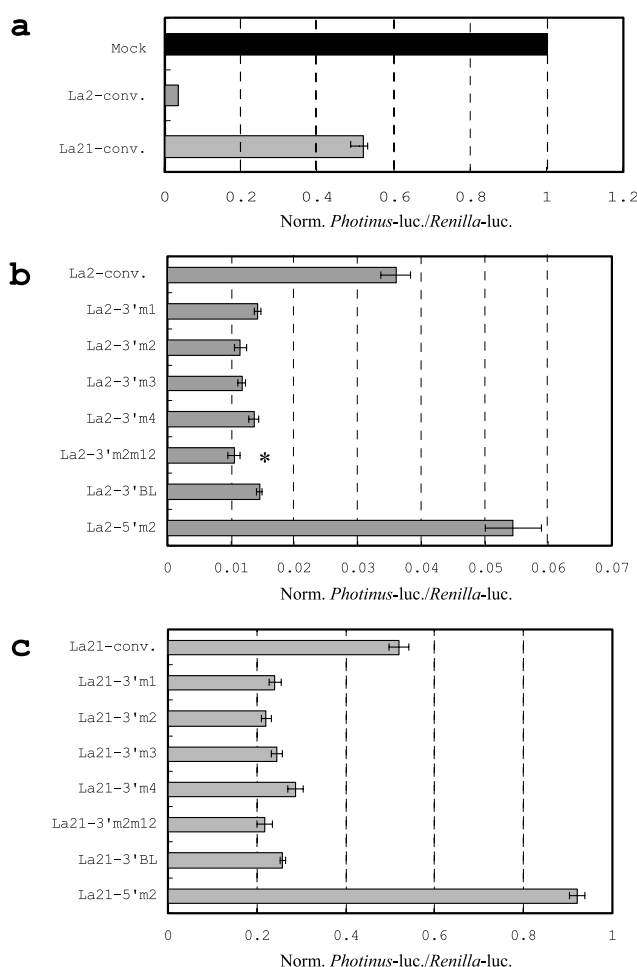 a
Mock
La2-conv.
La21-conv.
0 0.2 0.4 0.6 0.8 1 1.2
Norm. Photinus-luc./Renilla-luc.
b
La2-conv.
La2-3'm1
La2-3'm2
La2-3'm3
La2-3'm4
La2-3'm2m12 *
La2-3'BL
La2-5'm2
0 0.01 0.02 0.03 0.04 0.05 0.06 0.07
Norm. Photinus-luc./Renilla-luc.
c
La21-conv.
La21-3'm1
La21-3'm2
La21-3'm3
La21-3'm4
La21-3'm2m12
La21-3'BL
La21-5'm2
0 0.2 0.4 0.6 0.8 1
Norm. Photinus-luc./Renilla-luc.